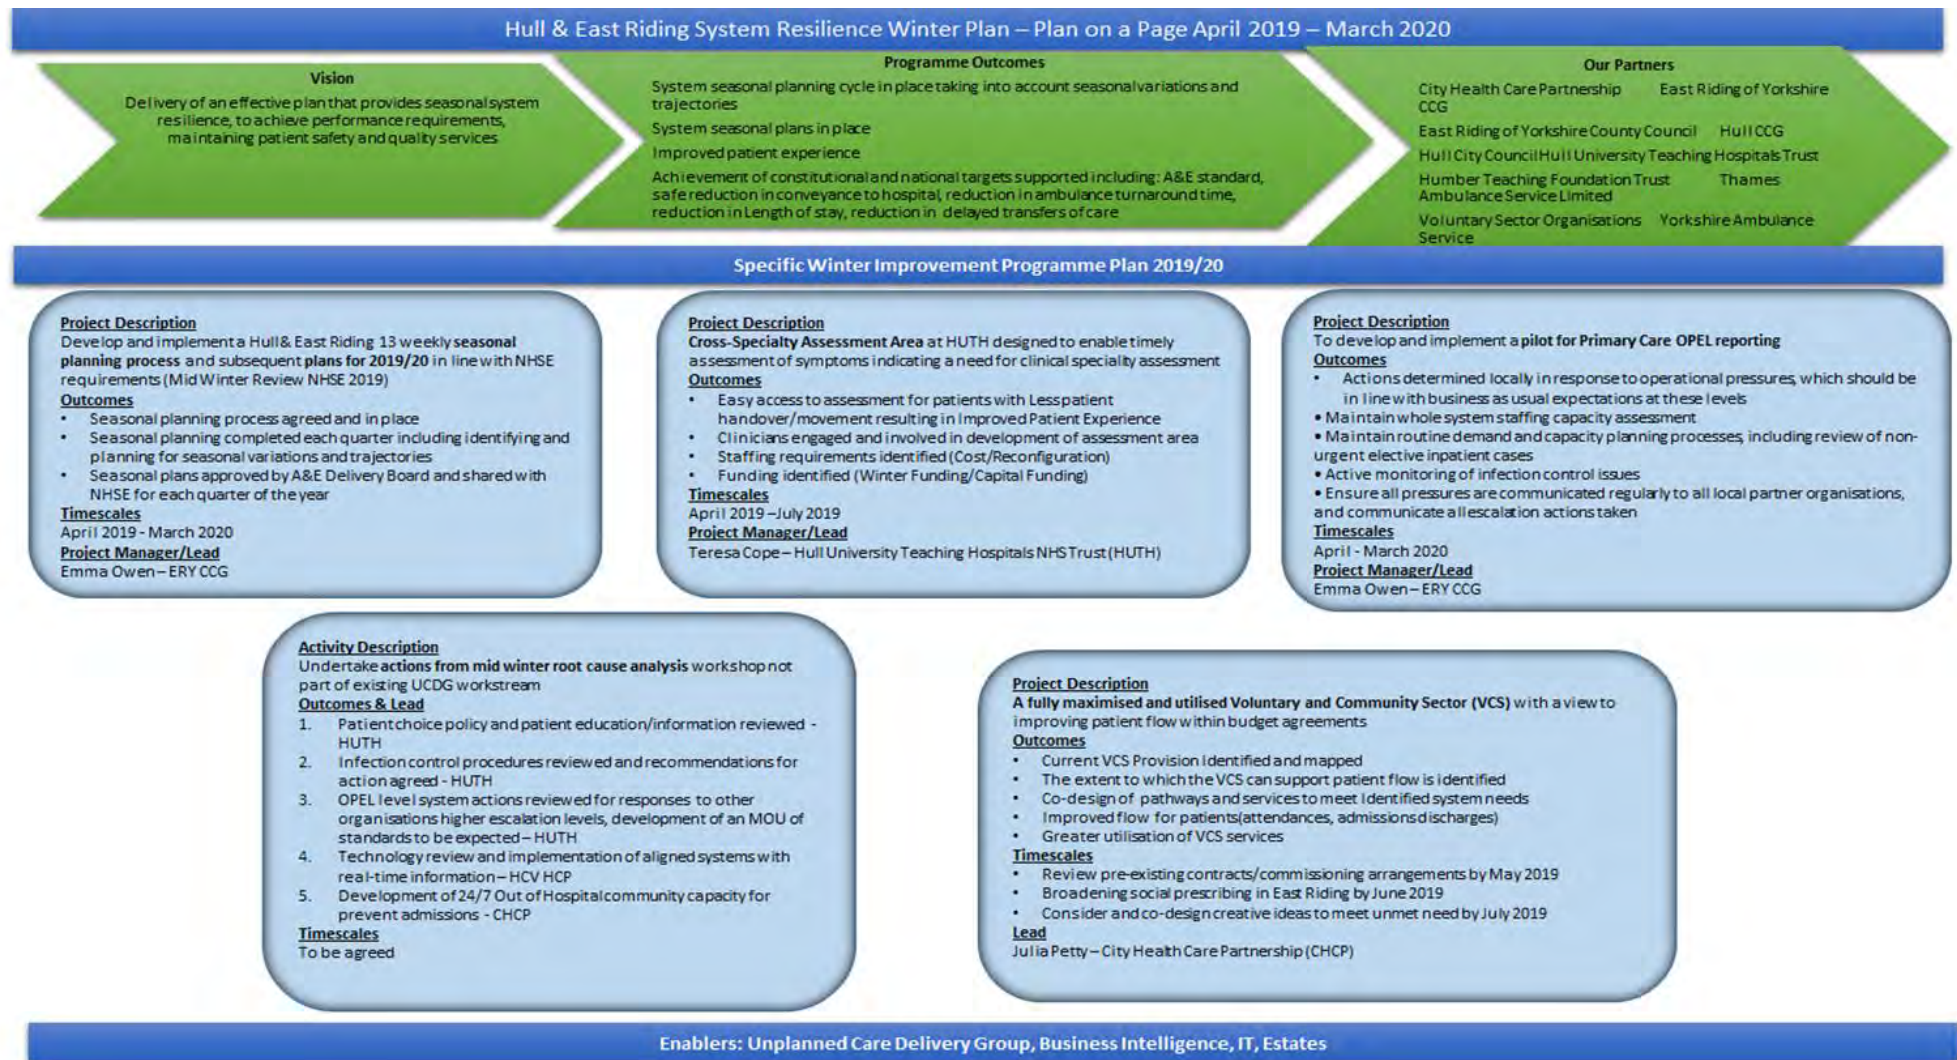 Hull & East Riding System Resilience Winter Plan – Plan on a Page April 2019 – March 2020
Vision
Delivery of an effective plan that provides seasonal system
resilience, to achieve performance requirements,
maintaining patient safety and quality services
Programme Outcomes
System seasonal planning cycle in place taking into account seasonal variations and
trajectories
System seasonal plans in place
Improved patient experience
Achievement of constitutional and national targets supported including: A&E standard,
safe reduction in conveyance to hospital, reduction in ambulance turnaround time,
reduction in Length of stay, reduction in delayed transfers of care
Our Partners
City Health Care Partnership East Riding of Yorkshire
CCG
East Riding of Yorkshire County Council Hull CCG
Hull City Council Hull University Teaching Hospitals Trust
Humber Teaching Foundation Trust Thames
Ambulance Service Limited
Voluntary Sector Organisations Yorkshire Ambulance
Service
Specific Winter Improvement Programme Plan 2019/20
Project Description
Develop and implement a Hull & East Riding 13 weekly seasonal
planning process and subsequent plans for 2019/20 in line with NHSE
requirements (Mid Winter Review NHSE 2019)
Outcomes
• Seasonal planning process agreed and in place
• Seasonal planning completed each quarter including identifying and
planning for seasonal variations and trajectories
• Seasonal plans approved by A&E Delivery Board and shared with
NHSE for each quarter of the year
Timescales
April 2019 - March 2020
Project Manager/Lead
Emma Owen – ERY CCG
Project Description
Cross-Specialty Assessment Area at HUTH designed to enable timely
assessment of symptoms indicating a need for clinical speciality assessment
Outcomes
• Easy access to assessment for patients with Less patient
handover/movement resulting in Improved Patient Experience
• Clinicians engaged and involved in development of assessment area
• Staffing requirements identified (Cost/Reconfiguration)
• Funding identified (Winter Funding/Capital Funding)
Timescales
April 2019 – July 2019
Project Manager/Lead
Teresa Cope – Hull University Teaching Hospitals NHS Trust (HUTH)
Project Description
To develop and implement a pilot for Primary Care OPEL reporting
Outcomes
• Actions determined locally in response to operational pressures, which should be
in line with business as usual expectations at these levels
• Maintain whole system staffing capacity assessment
• Maintain routine demand and capacity planning processes, including review of non-
urgent elective inpatient cases
• Active monitoring of infection control issues
• Ensure all pressures are communicated regularly to all local partner organisations,
and communicate all escalation actions taken
Timescales
April - March 2020
Project Manager/Lead
Emma Owen – ERY CCG
Activity Description
Undertake actions from mid winter root cause analysis workshop not
part of existing UCDG workstream
Outcomes & Lead
1. Patient choice policy and patient education/information reviewed -
HUTH
2. Infection control procedures reviewed and recommendations for
action agreed - HUTH
3. OPEL level system actions reviewed for responses to other
organisations higher escalation levels, development of an MOU of
standards to be expected – HUTH
4. Technology review and implementation of aligned systems with
real-time information – HCV HCP
5. Development of 24/7 Out of Hospital community capacity for
prevent admissions - CHCP
Timescales
To be agreed
Project Description
A fully maximised and utilised Voluntary and Community Sector (VCS) with a view to
improving patient flow within budget agreements
Outcomes
• Current VCS Provision Identified and mapped
• The extent to which the VCS can support patient flow is identified
• Co-design of pathways and services to meet Identified system needs
• Improved flow for patients (attendances, admissions discharges)
• Greater utilisation of VCS services
Timescales
• Review pre-existing contracts/commissioning arrangements by May 2019
• Broadening social prescribing in East Riding by June 2019
• Consider and co-design creative ideas to meet unmet need by July 2019
Lead
Julia Petty – City Health Care Partnership (CHCP)
Enablers: Unplanned Care Delivery Group, Business Intelligence, IT, Estates